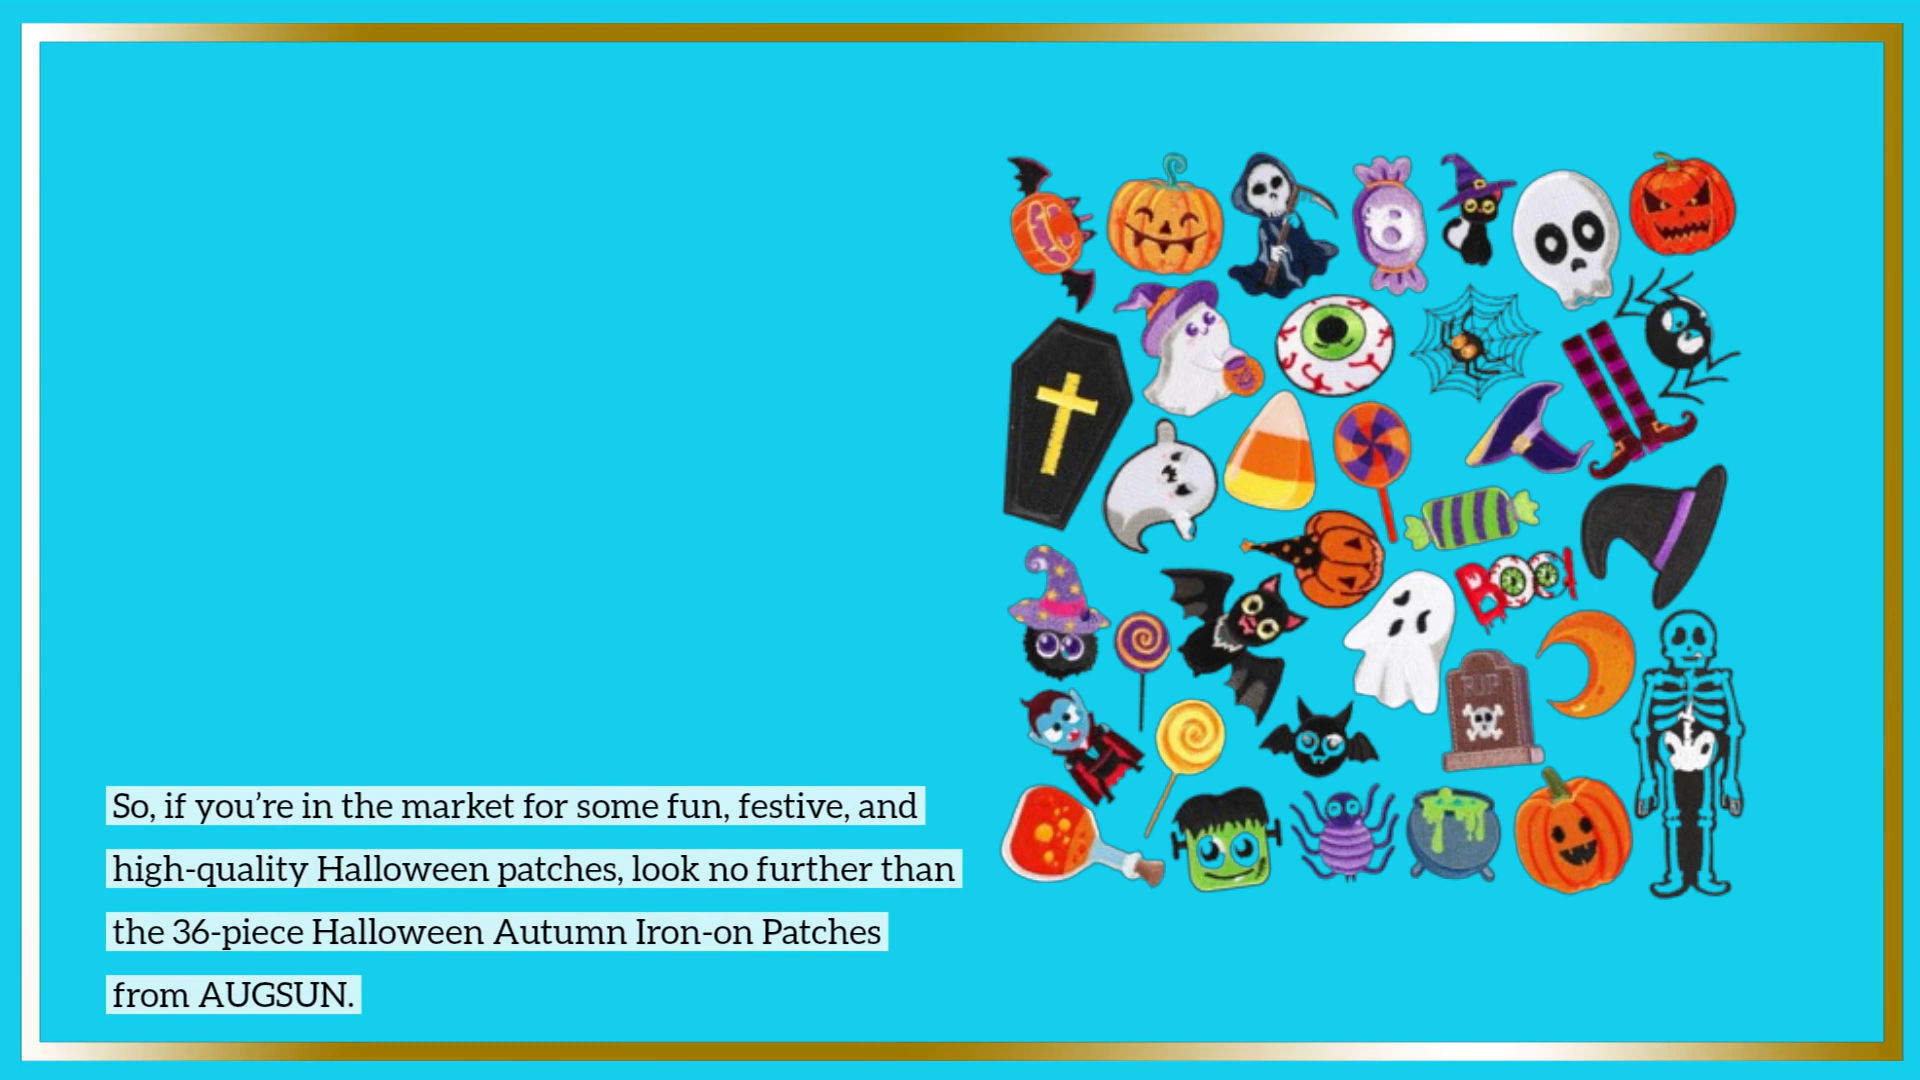 BOO!
RIP
So, if you’re in the market for some fun, festive, and
high-quality Halloween patches, look no further than
the 36-piece Halloween Autumn Iron-on Patches
from AUGSUN.